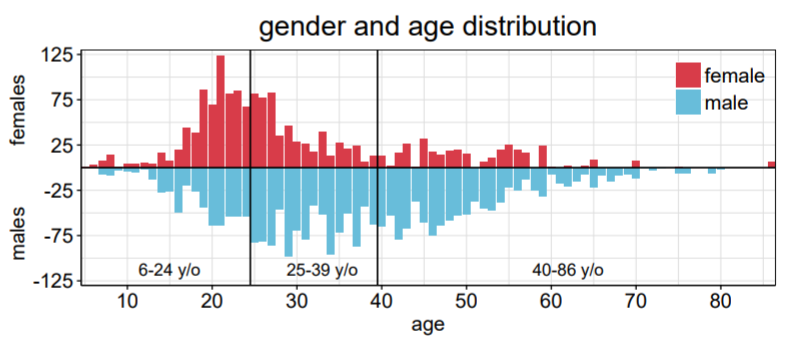 gender and age distribution
females
males
125
75
25
-25
-75
-125
female
male
6-24 y/o
25-39 y/o
40-86 y/o
10 20 30 40 50 60 70 80
age